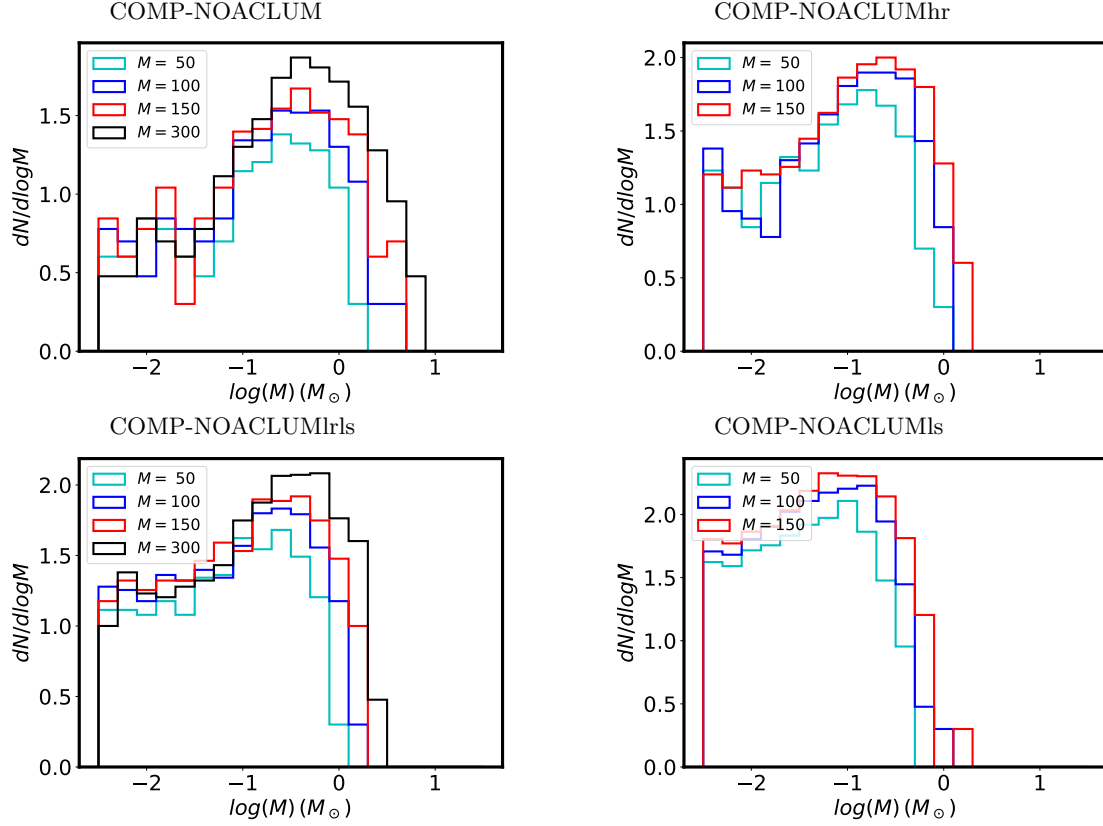 COMP-NOACLUM
COMP-NOACLUMhr
M = 50
M = 100
M = 150
M = 300
dN/dlogM
0.0
0.5
1.0
1.5
−2
−1
0
1
log(M) (M⊙)
M = 50
M = 100
M = 150
dN/dlogM
0.0
0.5
1.0
1.5
2.0
−2
−1
0
1
log(M) (M⊙)
COMP-NOACLUMlrls
COMP-NOACLUMls
M = 50
M = 100
M = 150
M = 300
dN/dlogM
0.0
0.5
1.0
1.5
2.0
−2
−1
0
1
log(M) (M⊙)
M = 50
M = 100
M = 150
dN/dlogM
0.0
0.5
1.0
1.5
2.0
−2
−1
0
1
log(M) (M⊙)